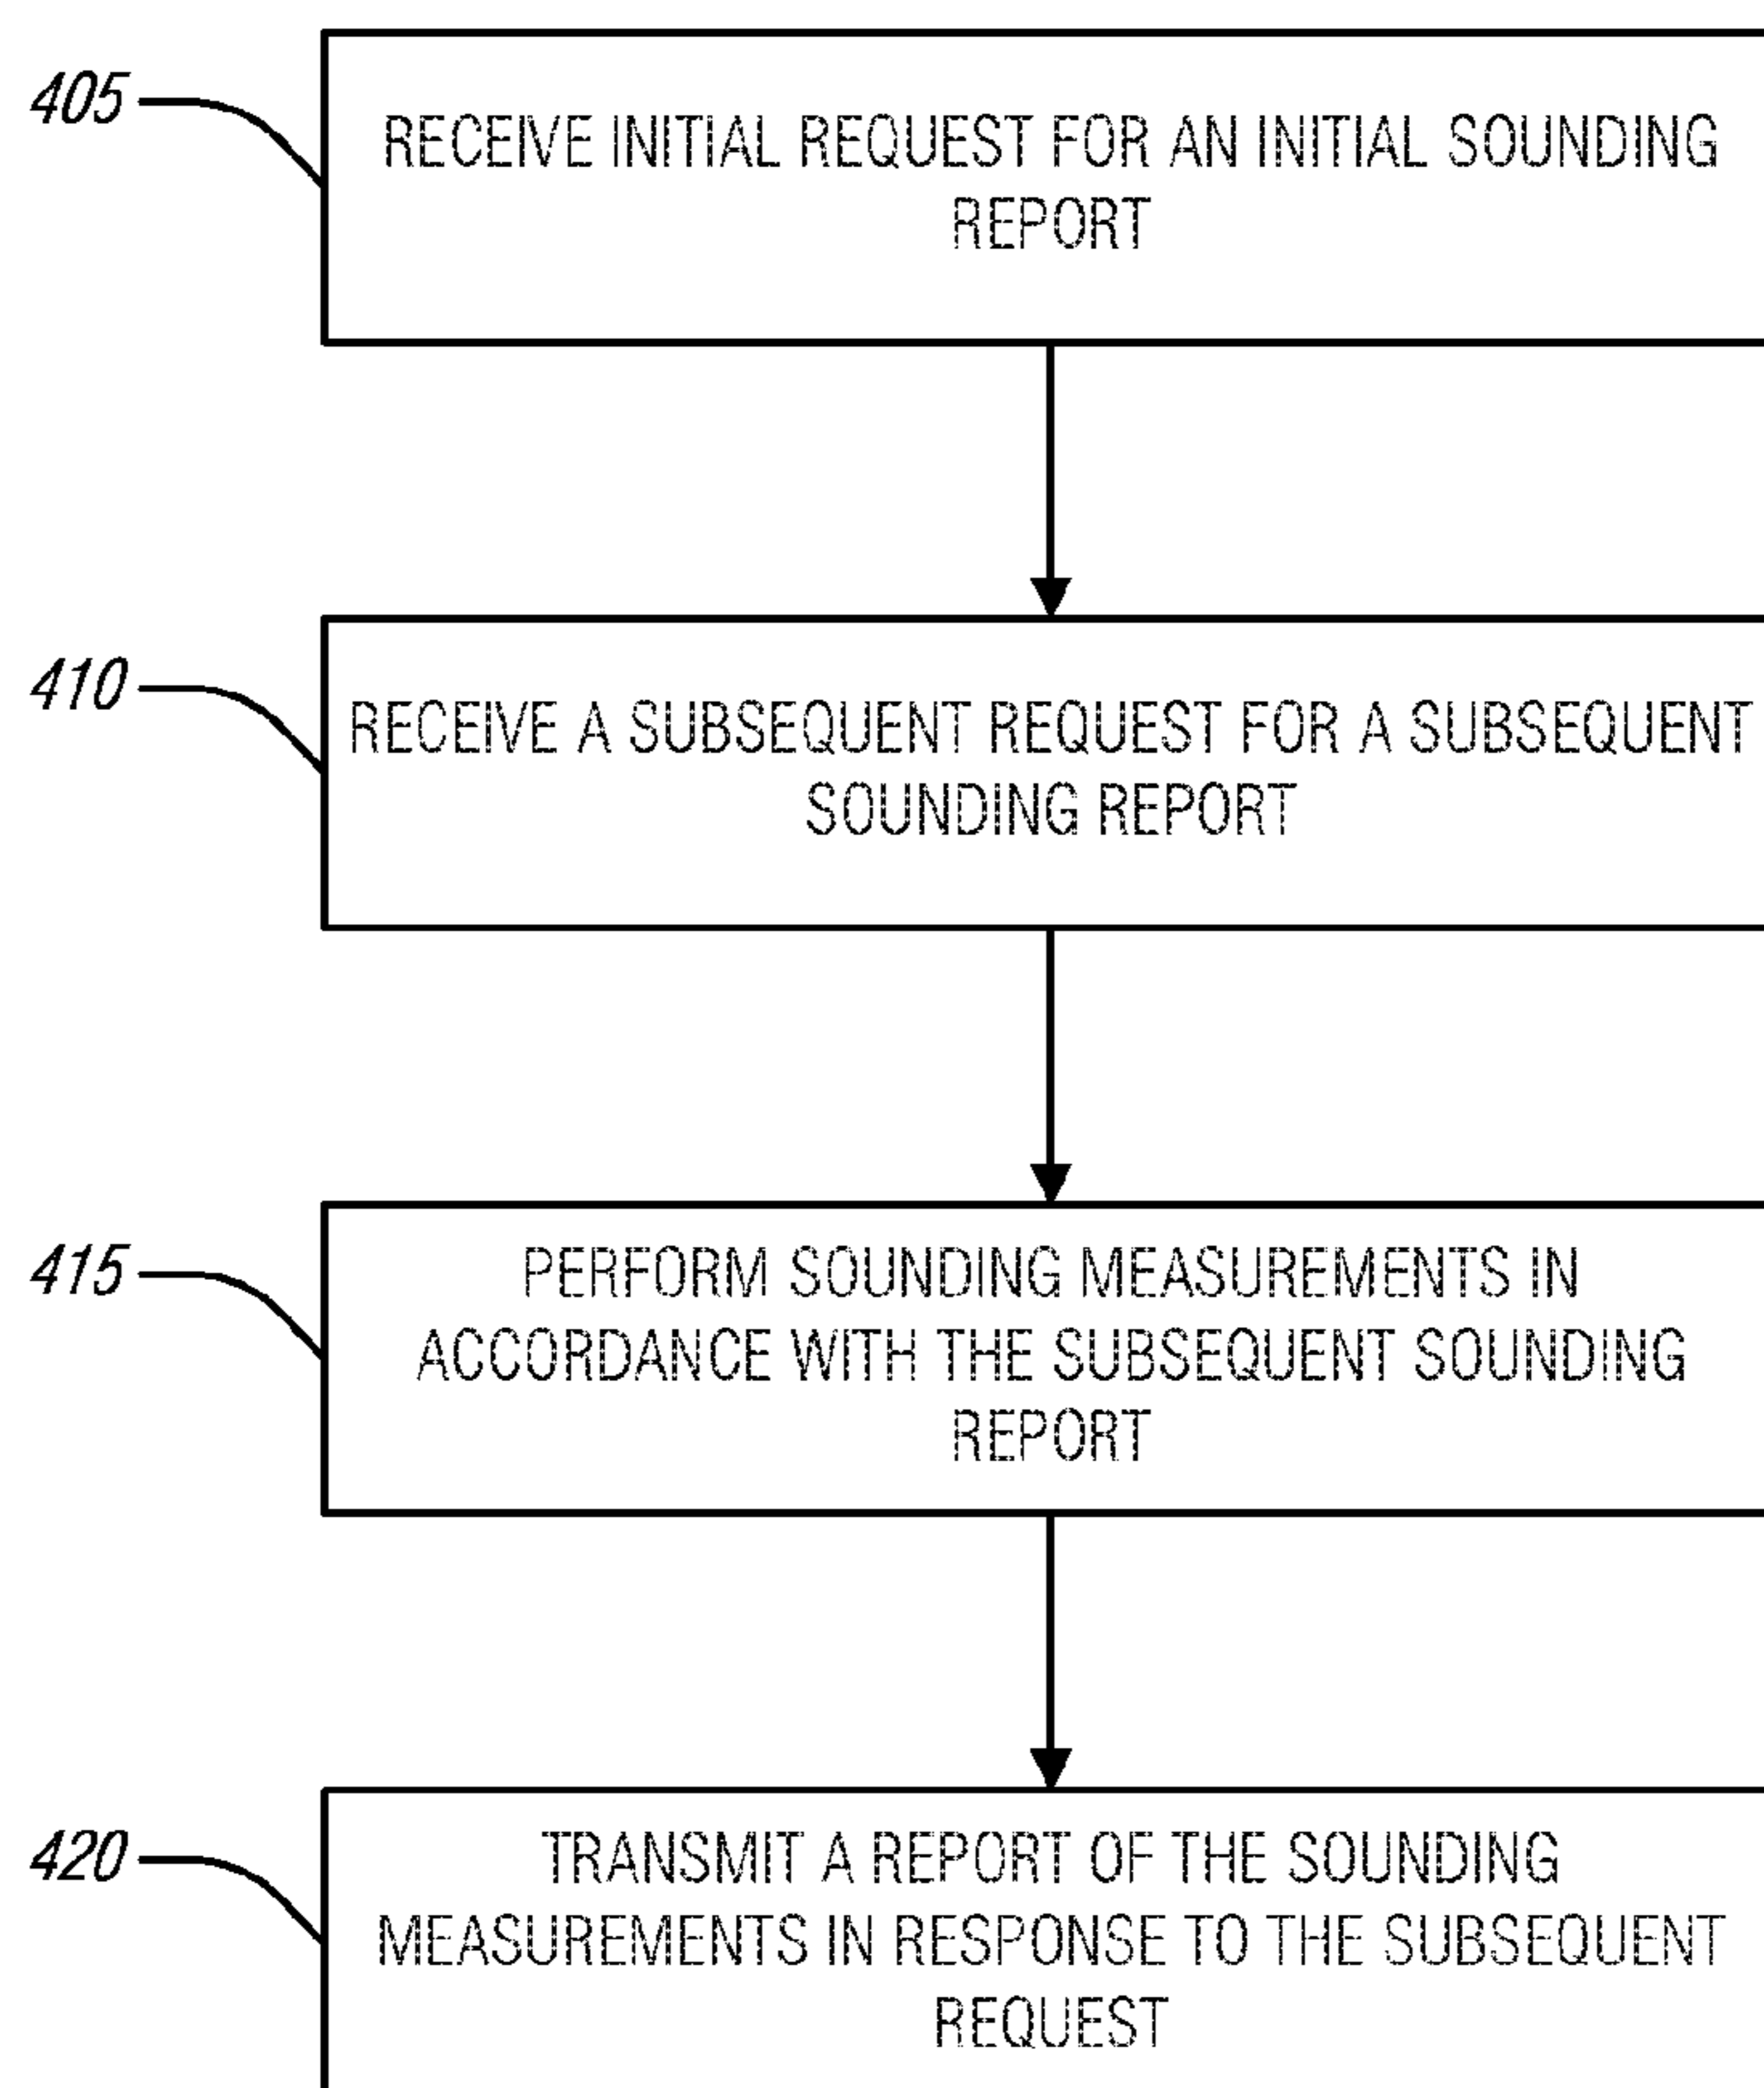 405
RECEIVE INITIAL REQUEST FOR AN INITIAL SOUNDING
REPORT
410
RECEIVE A SUBSEQUENT REQUEST FOR A SUBSEQUENT
SOUNDING REPORT
415
PERFORM SOUNDING MEASUREMENTS IN
ACCORDANCE WITH THE SUBSEQUENT SOUNDING
REPORT
420
TRANSMIT A REPORT OF THE SOUNDING
MEASUREMENTS IN RESPONSE TO THE SUBSEQUENT
REQUEST